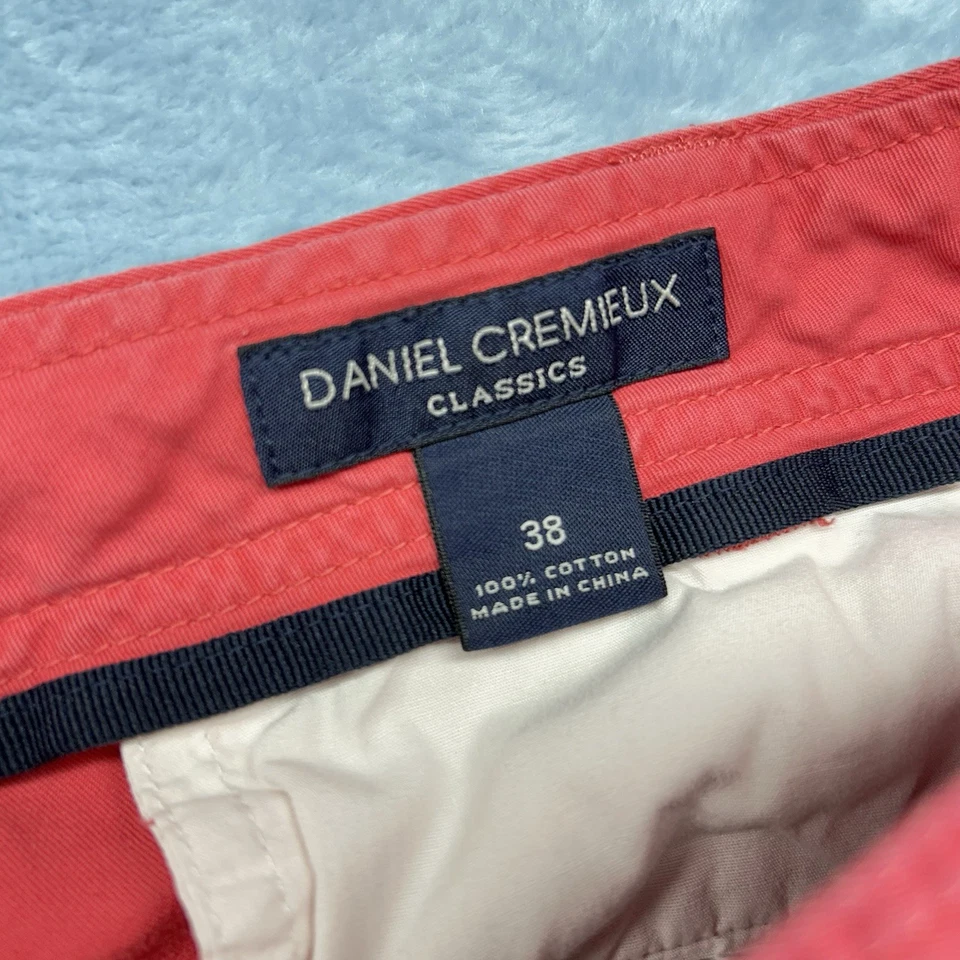 DANIEL CREMIEUX
CLASSICS
38
100% COTTON
MADE IN CHINA